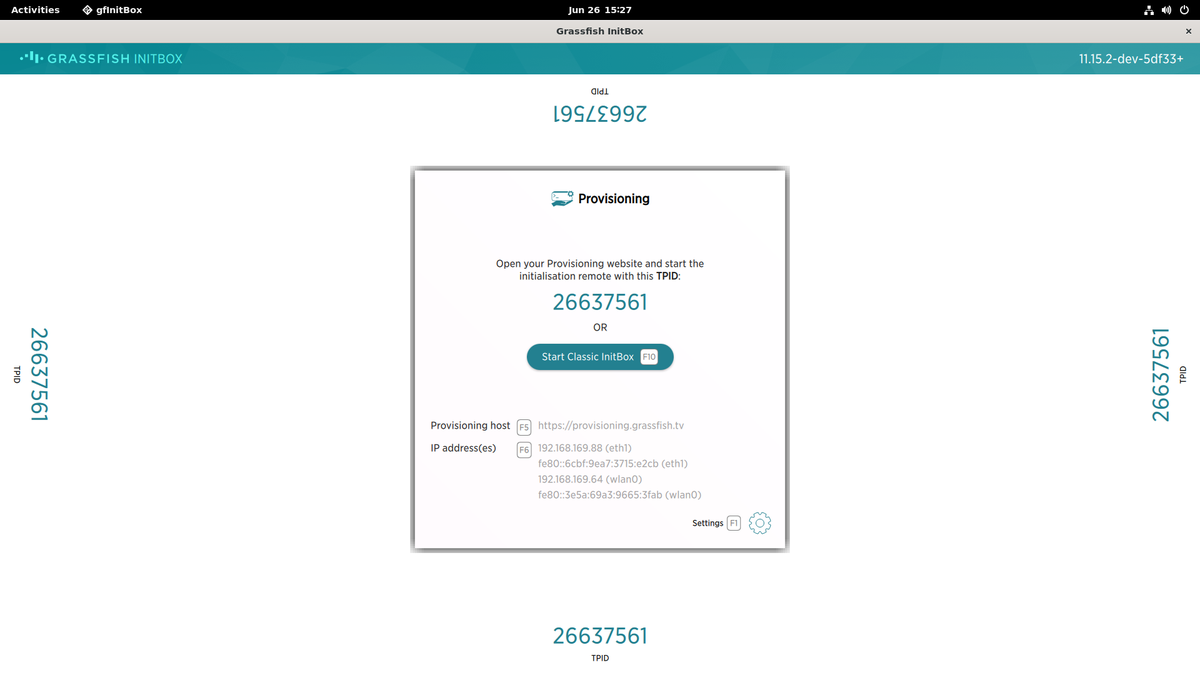 Activities gfInitBox Jun 26 15:27
Grassfish InitBox ×
GRASSFISH INITBOX 11.15.2-dev-5df33+
TPID
26637561
Provisioning
Open your Provisioning website and start the
initialisation remote with this TPID:
26637561
OR
Start Classic InitBox F10
26637561
TPID
26637561
TPID
Provisioning host F5 https://provisioning.grassfish.tv
IP address(es) F6 192.168.169.88 (eth1)
fe80::6cbf:9ea7:3715:e2cb (eth1)
192.168.169.64 (wlan0)
fe80::3e5a:69a3:9665:3fab (wlan0)
Settings F1
26637561
TPID